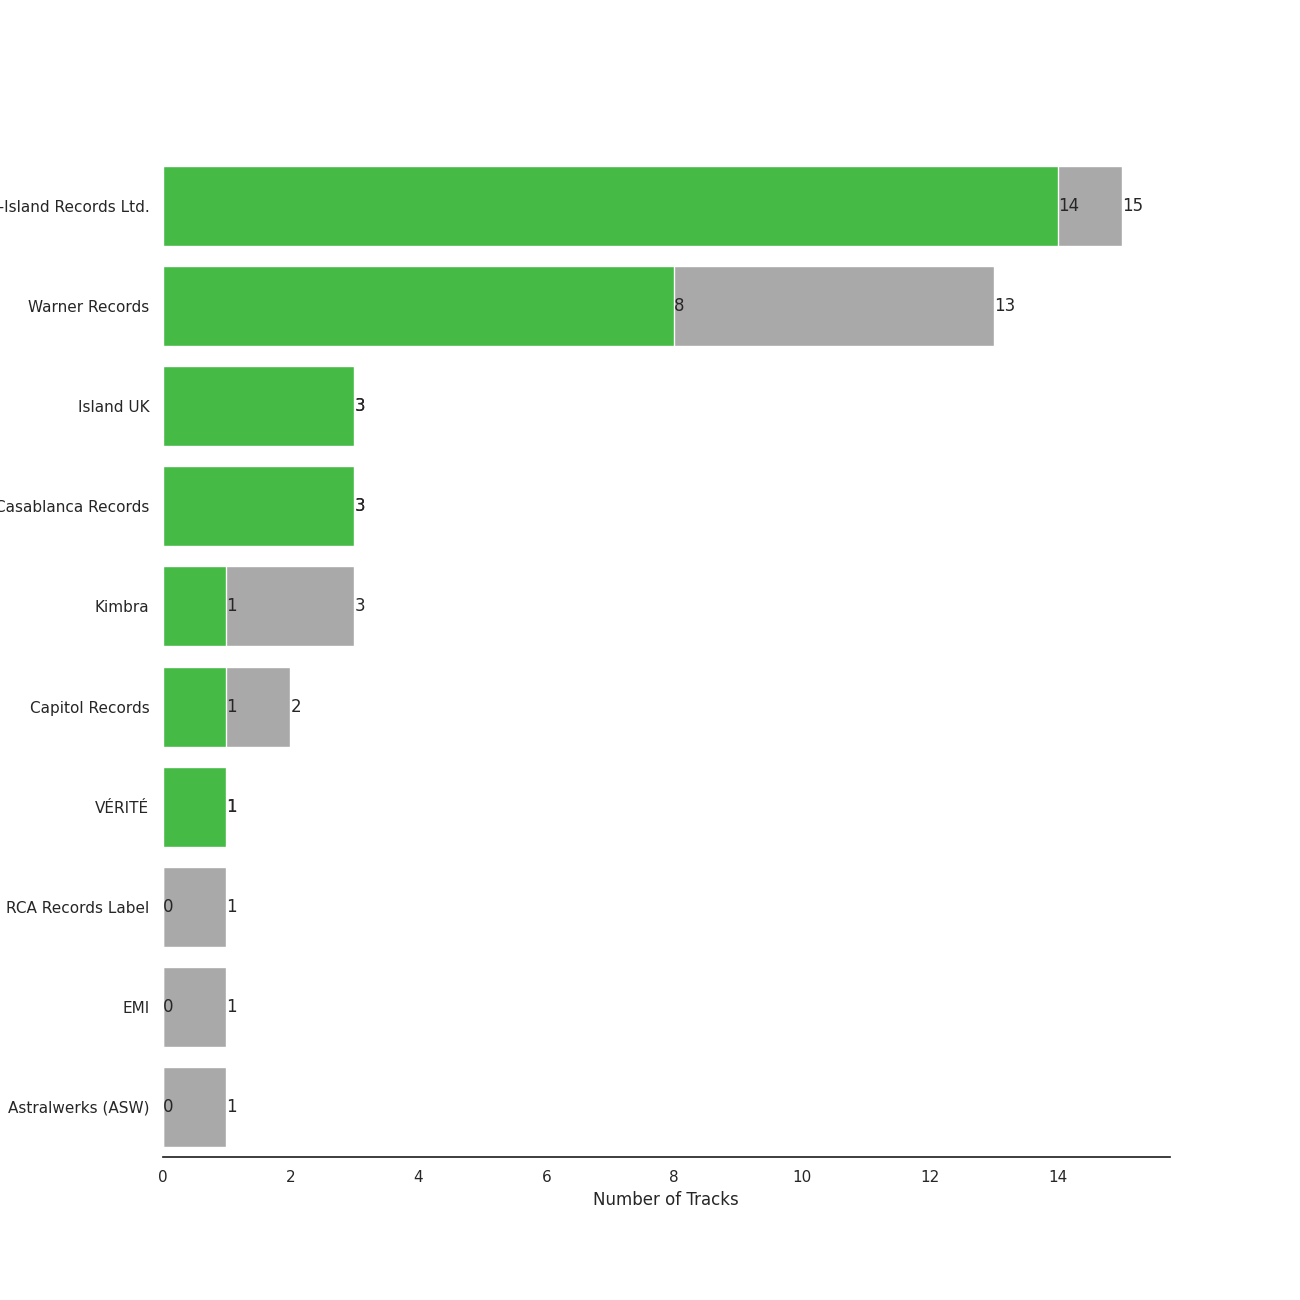 -Island Records Ltd.
14
15
Warner Records
8
13
Island UK
3
Casablanca Records
3
Kimbra
1
3
Capitol Records
1
2
VÉRITÉ
1
RCA Records Label
0
1
EMI
0
1
Astralwerks (ASW)
0
1
0 2 4 6 8 10 12 14
Number of Tracks